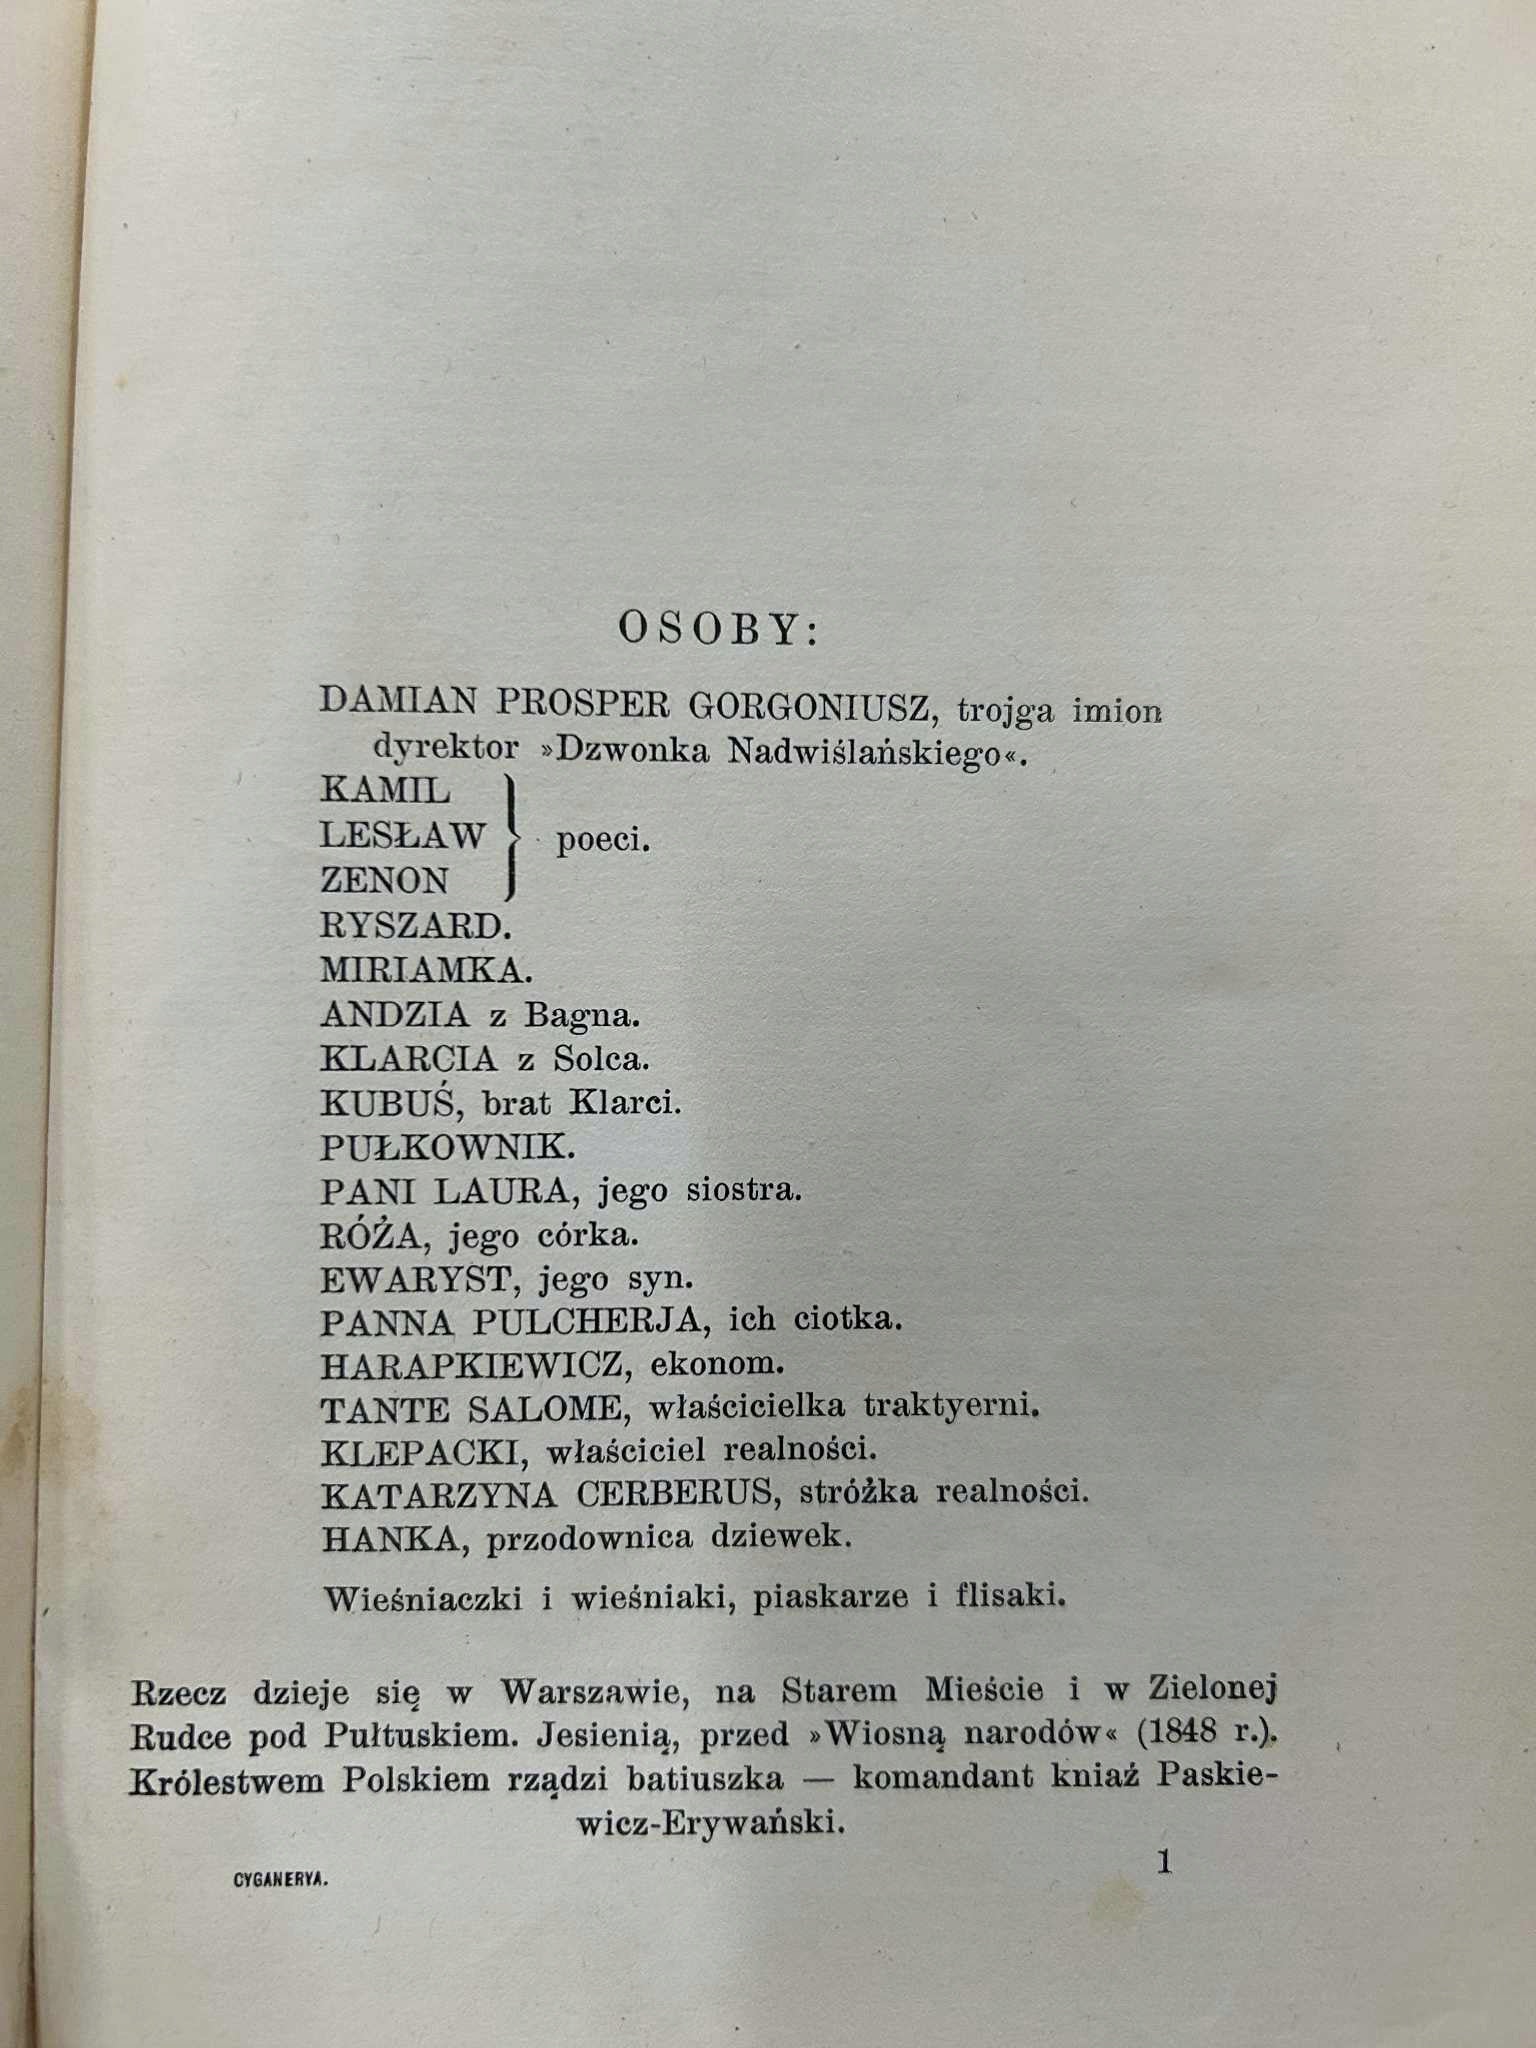 OSOBY:
DAMIAN PROSPER GORGONIUSZ, trojga imion
dyrektor »Dzwonka Nadwiślańskiego«.
KAMIL
LESŁAW } poeci.
ZENON
RYSZARD.
MIRIAMKA.
ANDZIA z Bagna.
KLARCIA z Solca.
KUBUŚ, brat Klarci.
PUŁKOWNIK.
PANI LAURA, jego siostra.
RÓŻA, jego córka.
EWARYST, jego syn.
PANNA PULCHERJA, ich ciotka.
HARAPKIEWICZ, ekonom.
TANTE SALOME, właścicielka traktyerni.
KLEPACKI, właściciel realności.
KATARZYNA CERBERUS, stróżka realności.
HANKA, przodownica dziewek.
Wieśniaczki i wieśniaki, piaskarze i flisaki.
Rzecz dzieje się w Warszawie, na Starem Mieście i w Zielonej
Rudce pod Pułtuskiem. Jesienią, przed »Wiosną narodów« (1848 r.).
Królestwem Polskiem rządzi batiuszka — komandant kniaź Paskie-
wicz-Erywański.
CYGANERYA. 1